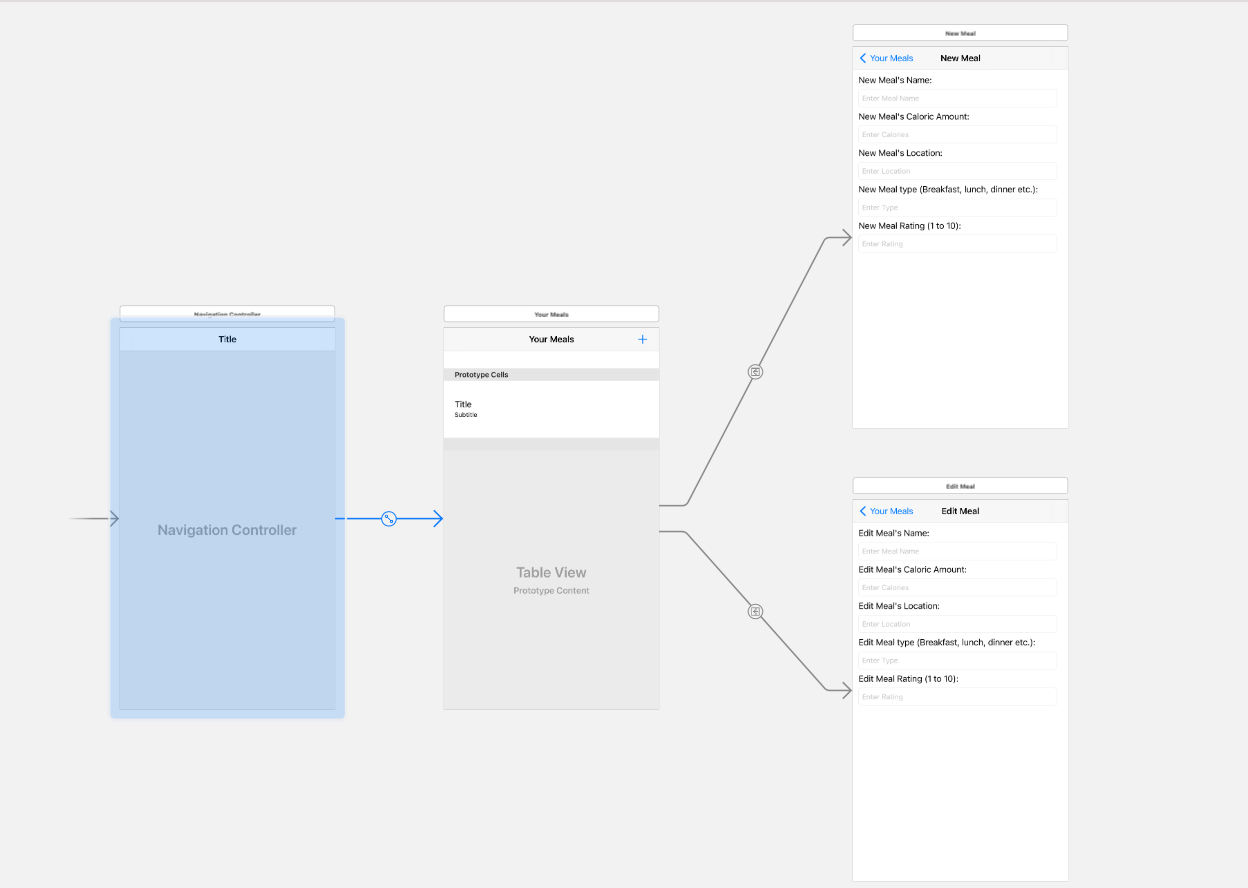 New Meal
Your Meals New Meal
New Meal's Name:
Enter Meal Name
New Meal's Caloric Amount:
Enter Calories
New Meal's Location:
Enter Location
New Meal type (Breakfast, lunch, dinner etc.):
Enter Type
New Meal Rating (1 to 10):
Enter Rating
Navigation Controller
Title
Navigation Controller
Your Meals
Your Meals +
Prototype Cells
Title
Subtitle
Table View
Prototype Content
Edit Meal
Your Meals Edit Meal
Edit Meal's Name:
Enter Meal Name
Edit Meal's Caloric Amount:
Enter Calories
Edit Meal's Location:
Enter Location
Edit Meal type (Breakfast, lunch, dinner etc.):
Enter Type
Edit Meal Rating (1 to 10):
Enter Rating